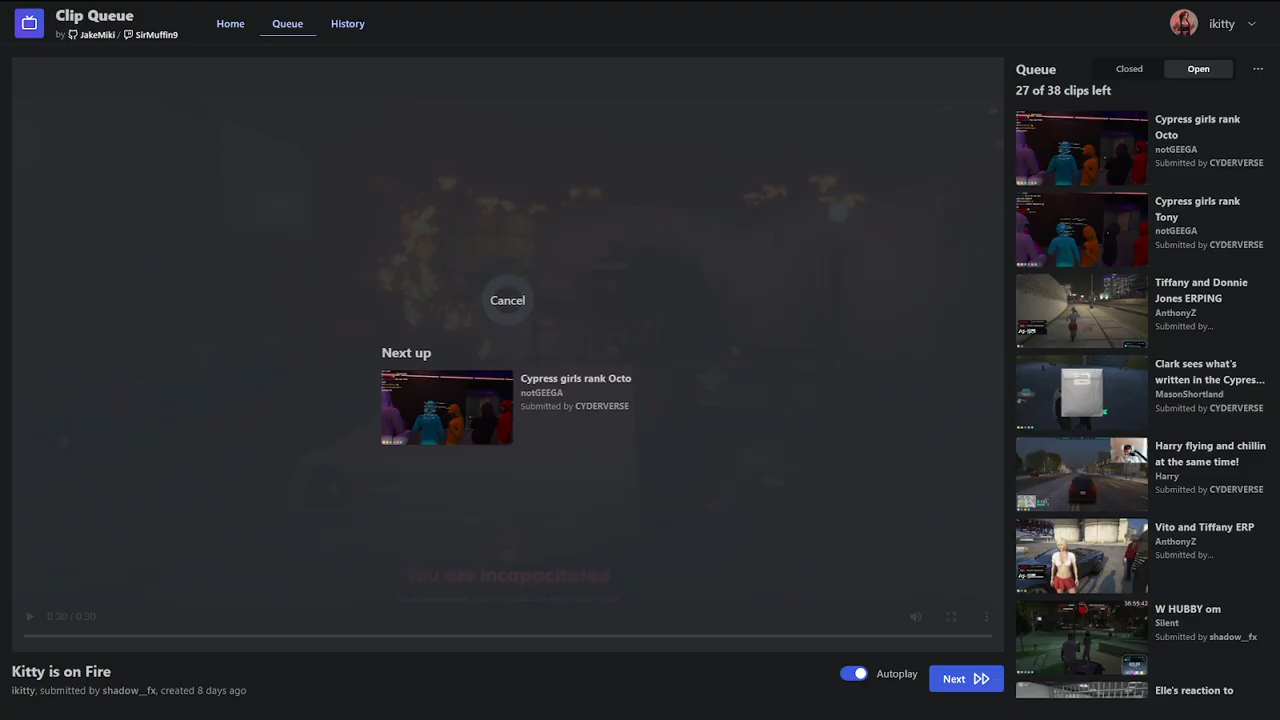 Clip Queue
by JakeMiki / SirMuffin9
Home
Queue
History
ikitty
Cancel
Next up
Cypress girls rank Octo
notGEEGA
Submitted by CYDERVERSE
You are incapacitated
0:30 / 0:30
Kitty is on Fire
ikitty, submitted by shadow__fx, created 8 days ago
Autoplay
Next
Queue
Closed
Open
27 of 38 clips left
Cypress girls rank
Octo
notGEEGA
Submitted by CYDERVERSE
Cypress girls rank
Tony
notGEEGA
Submitted by CYDERVERSE
Tiffany and Donnie
Jones ERPING
AnthonyZ
Submitted by...
Clark sees what's
written in the Cypres...
MasonShortland
Submitted by CYDERVERSE
Harry flying and chillin
at the same time!
Harry
Submitted by CYDERVERSE
Vito and Tiffany ERP
AnthonyZ
Submitted by...
38:55:42
W HUBBY om
Silent
Submitted by shadow__fx
Elle's reaction to